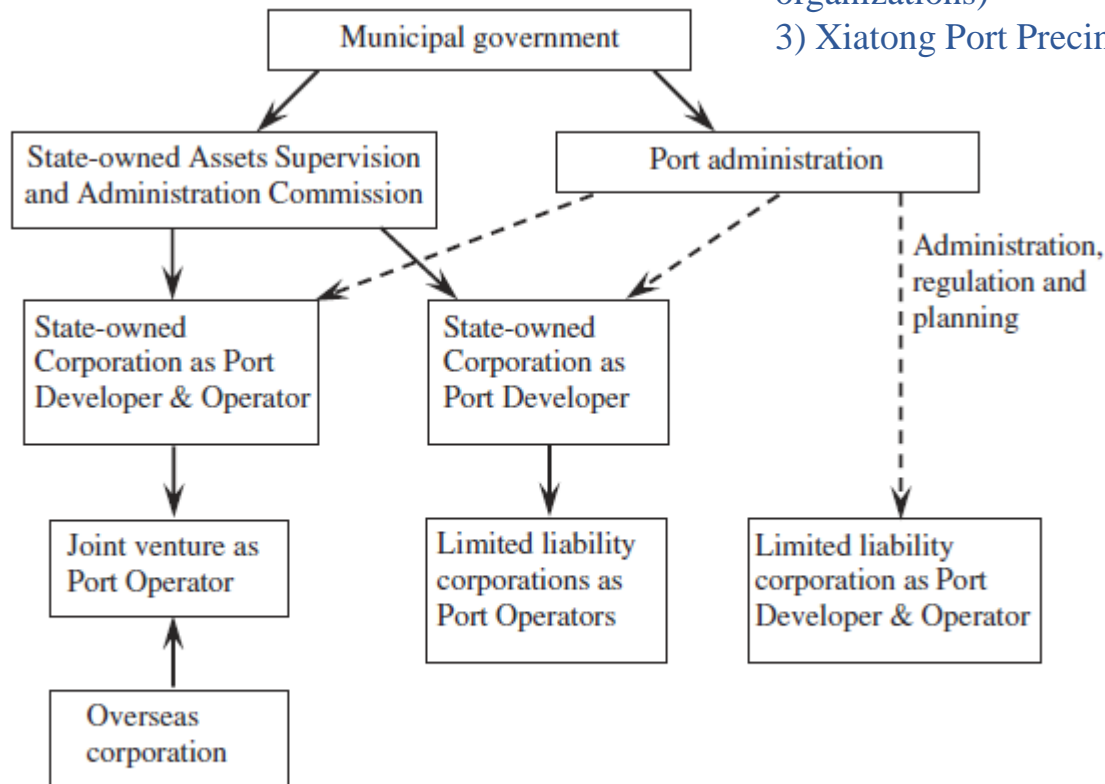 organizations)
3) Xiatong Port Precin
Municipal government
State-owned Assets Supervision
and Administration Commission
Port administration
Administration,
regulation and
planning
State-owned
Corporation as Port
Developer & Operator
State-owned
Corporation as
Port Developer
Joint venture as
Port Operator
Limited liability
corporations as
Port Operators
Limited liability
corporation as Port
Developer & Operator
Overseas
corporation